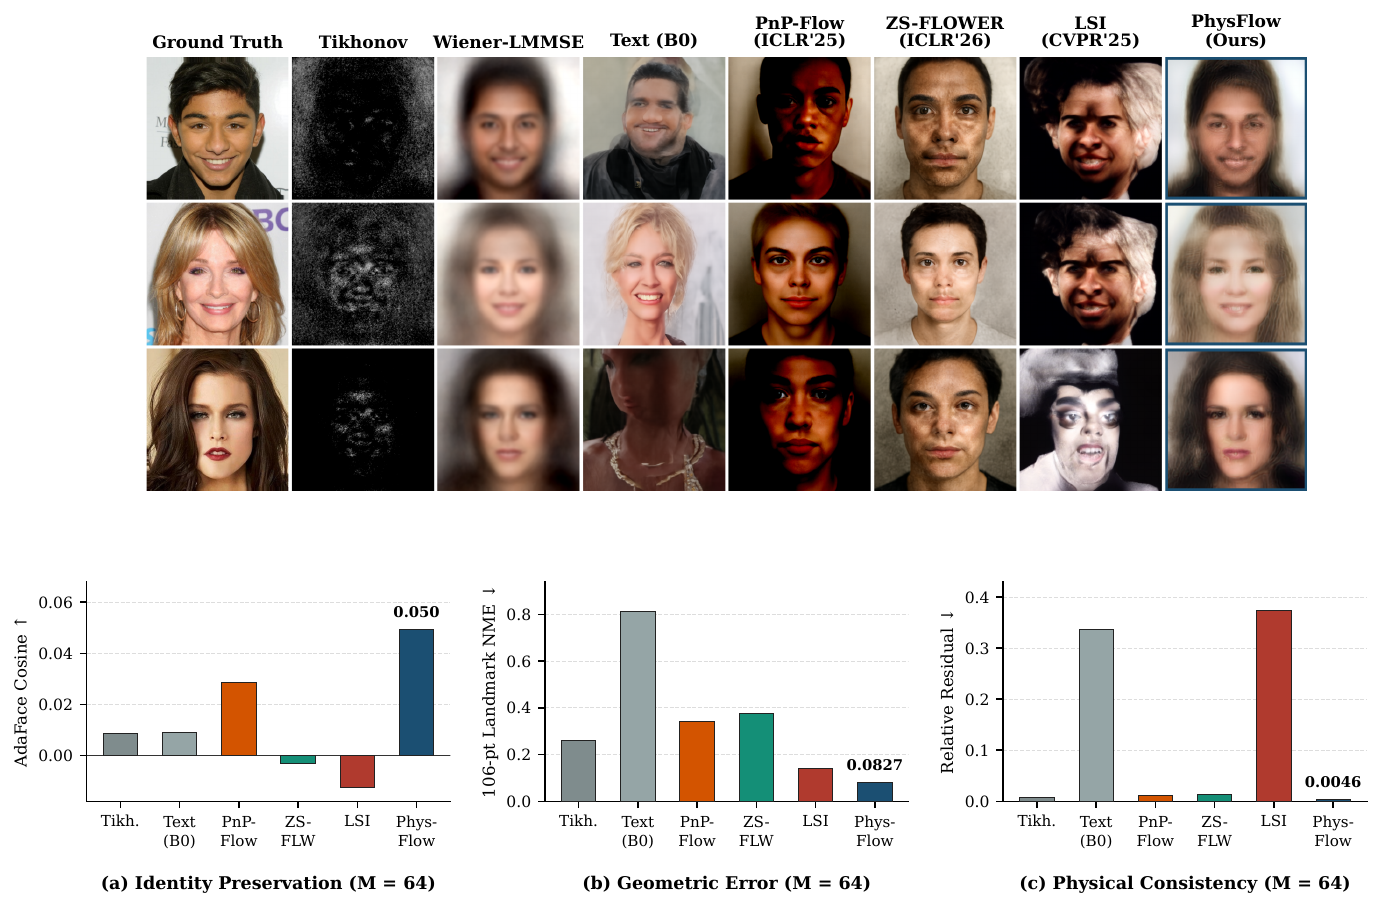 Ground Truth
Tikhonov
Wiener-LMMSE
Text (B0)
PnP-Flow
(ICLR'25)
ZS-FLOWER
(ICLR'26)
LSI
(CVPR'25)
PhysFlow
(Ours)
M
F
BC
S
AdaFace Cosine ↑
0.06
0.04
0.02
0.00
0.050
Tikh.
Text
(B0)
PnP-
Flow
ZS-
FLW
LSI
Phys-
Flow
(a) Identity Preservation (M = 64)
106-pt Landmark NME ↓
0.8
0.6
0.4
0.2
0.0
0.0827
Tikh.
Text
(B0)
PnP-
Flow
ZS-
FLW
LSI
Phys-
Flow
(b) Geometric Error (M = 64)
Relative Residual ↓
0.4
0.3
0.2
0.1
0.0
0.0046
Tikh.
Text
(B0)
PnP-
Flow
ZS-
FLW
LSI
Phys-
Flow
(c) Physical Consistency (M = 64)